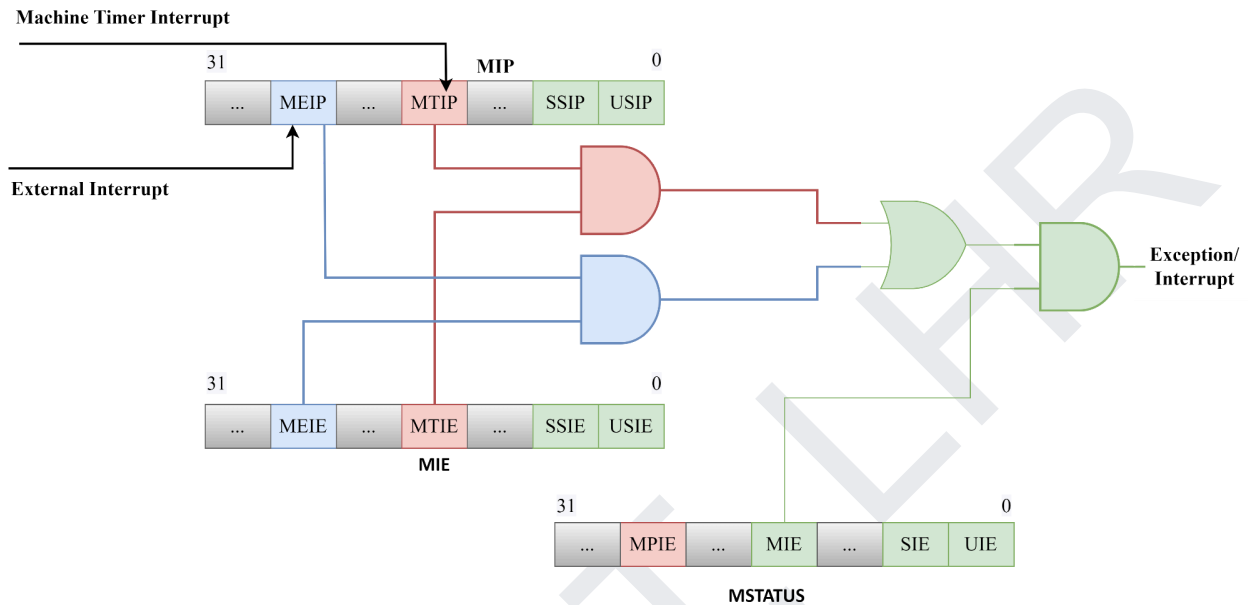 Machine Timer Interrupt
31
MIP
0
... MEIP ... MTIP ... SSIP USIP
External Interrupt
Exception/
Interrupt
31
0
... MEIE ... MTIE ... SSIE USIE
MIE
31
0
... MPIE ... MIE ... SIE UIE
MSTATUS
LHR